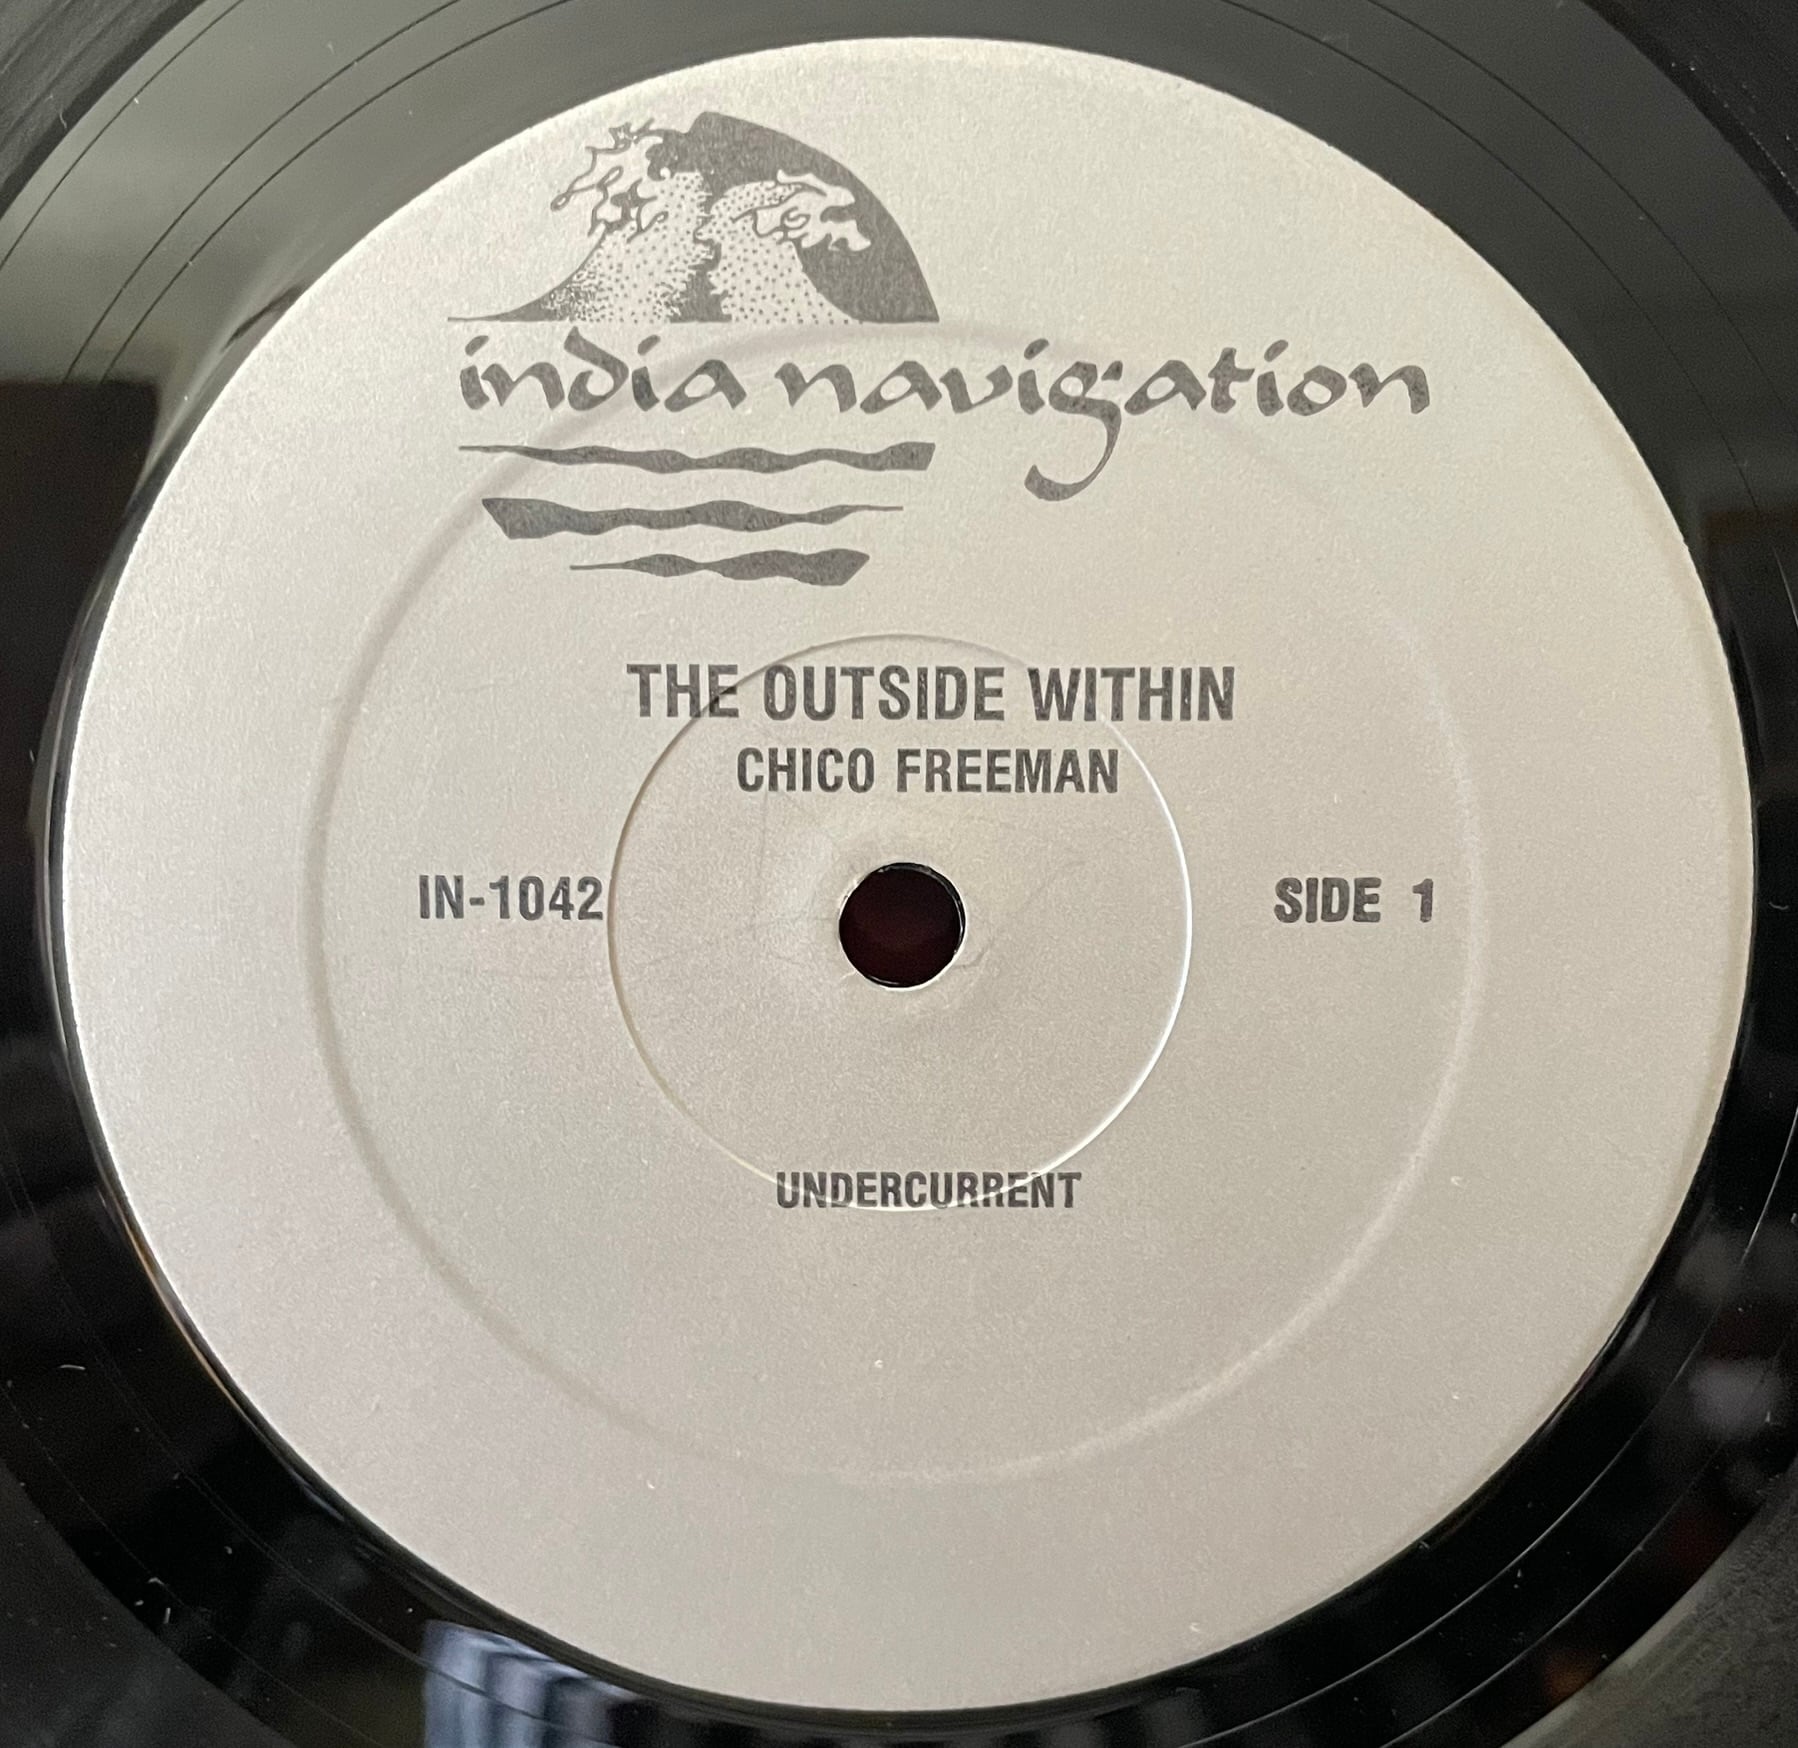 india navigation
THE OUTSIDE WITHIN
CHICO FREEMAN
IN-1042
SIDE 1
UNDERCURRENT